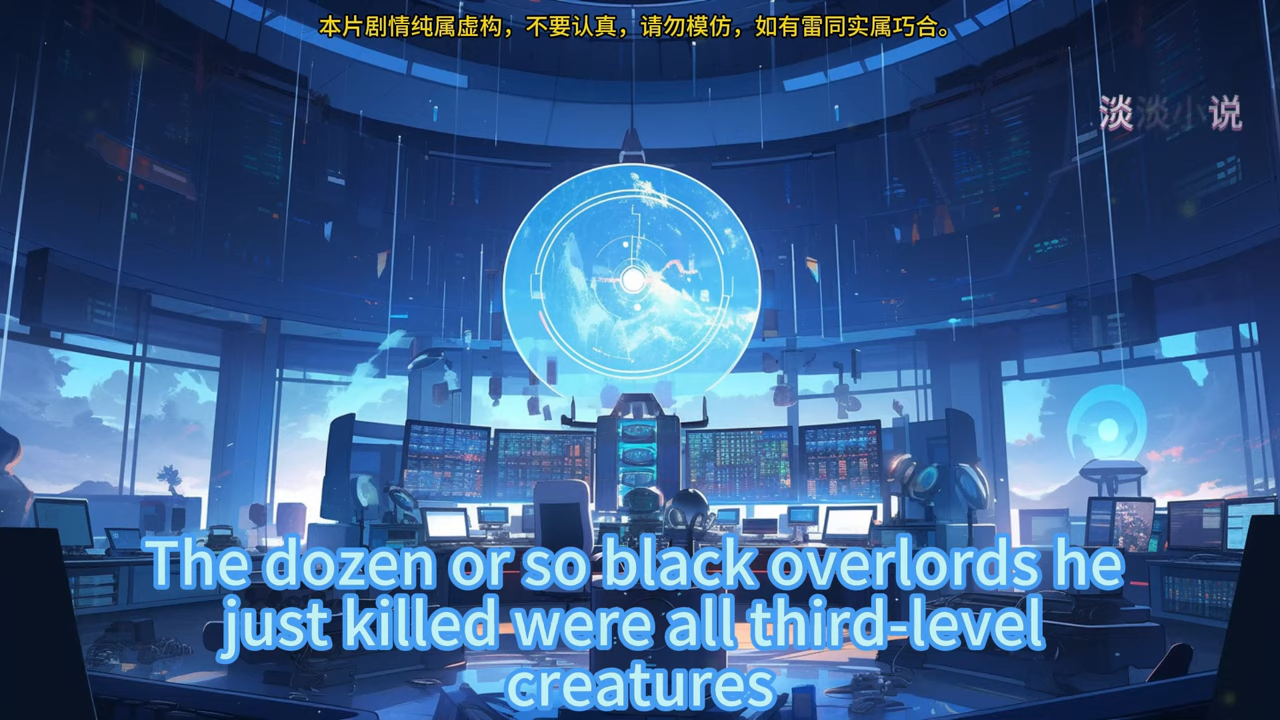 本片剧情纯属虚构，不要认真，请勿模仿，如有雷同实属巧合。
淡淡小说
The dozen or so black overlords he
just killed were all third-level
creatures